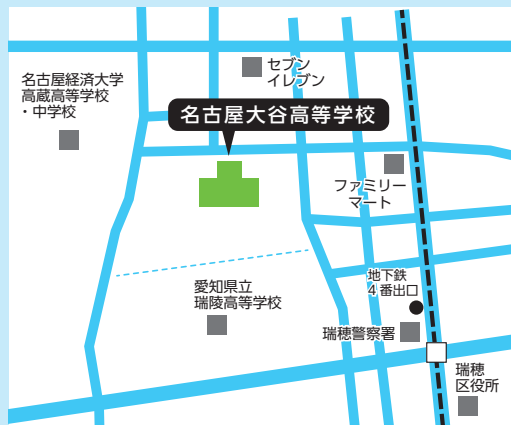 セブン
イレブン
名古屋経済大学
高蔵高等学校
・中学校
名古屋大谷高等学校
ファミリー
マート
地下鉄
4番出口
愛知県立
瑞陵高等学校
瑞穂警察署
瑞穂
区役所